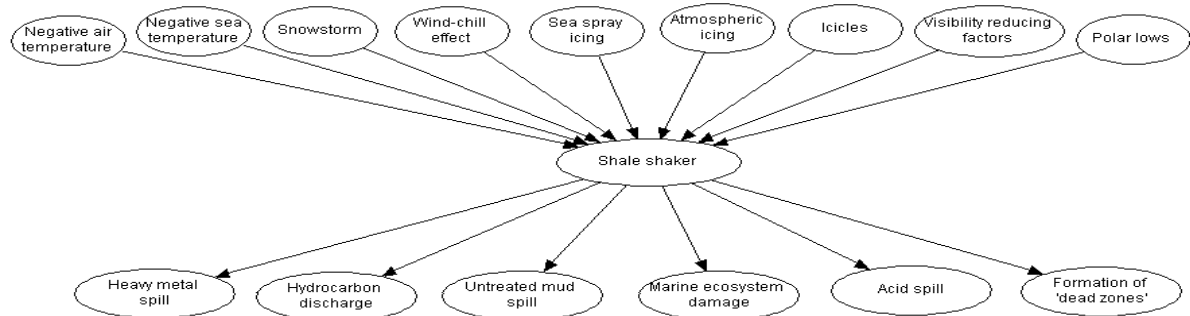 Negative air
temperature
Negative sea
temperature
Snowstorm
Wind-chill
effect
Sea spray
icing
Atmospheric
icing
Icicles
Visibility reducing
factors
Polar lows
Shale shaker
Heavy metal
spill
Hydrocarbon
discharge
Untreated mud
spill
Marine ecosystem
damage
Acid spill
Formation of
'dead zones'